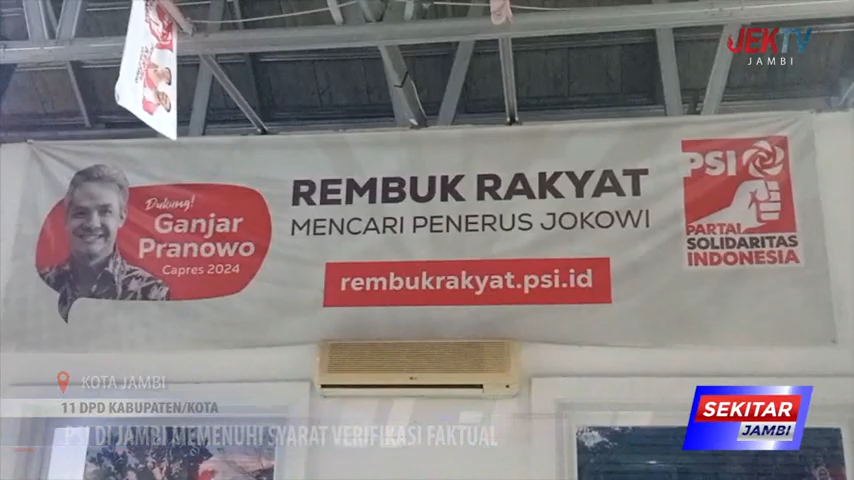 JEKTV
JAMBI
Dukung!
Ganjar
Pranowo
Capres 2024
REMBUK RAKYAT
MENCARI PENERUS JOKOWI
rembukrakyat.psi.id
PSI
PARTAI
SOLIDARITAS
INDONESIA
KOTA JAMBI
11 DPD KABUPATEN/KOTA
PSI DI JAMBI MEMENUHI SYARAT VERIFIKASI FAKTUAL
SEKITAR
JAMBI